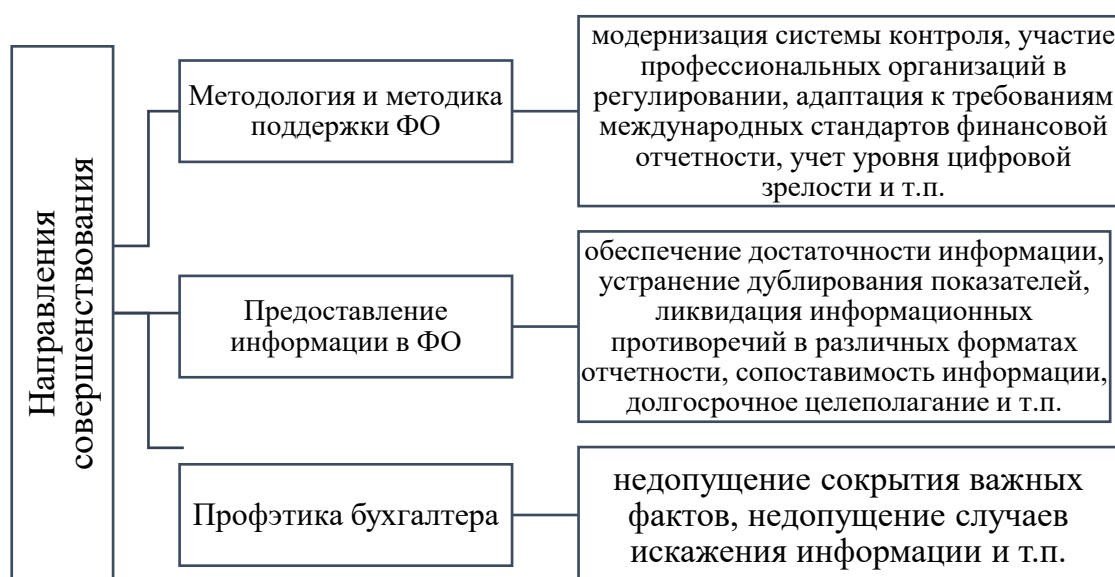 Направления
совершенствования
Методология и методика
поддержки ФО
модернизация системы контроля, участие
профессиональных организаций в
регулировании, адаптация к требованиям
международных стандартов финансовой
отчетности, учет уровня цифровой
зрелости и т.п.
Предоставление
информации в ФО
обеспечение достаточности информации,
устранение дублирования показателей,
ликвидация информационных
противоречий в различных форматах
отчетности, сопоставимость информации,
долгосрочное целеполагание и т.п.
Профэтика бухгалтера
недопущение сокрытия важных
фактов, недопущение случаев
искажения информации и т.п.